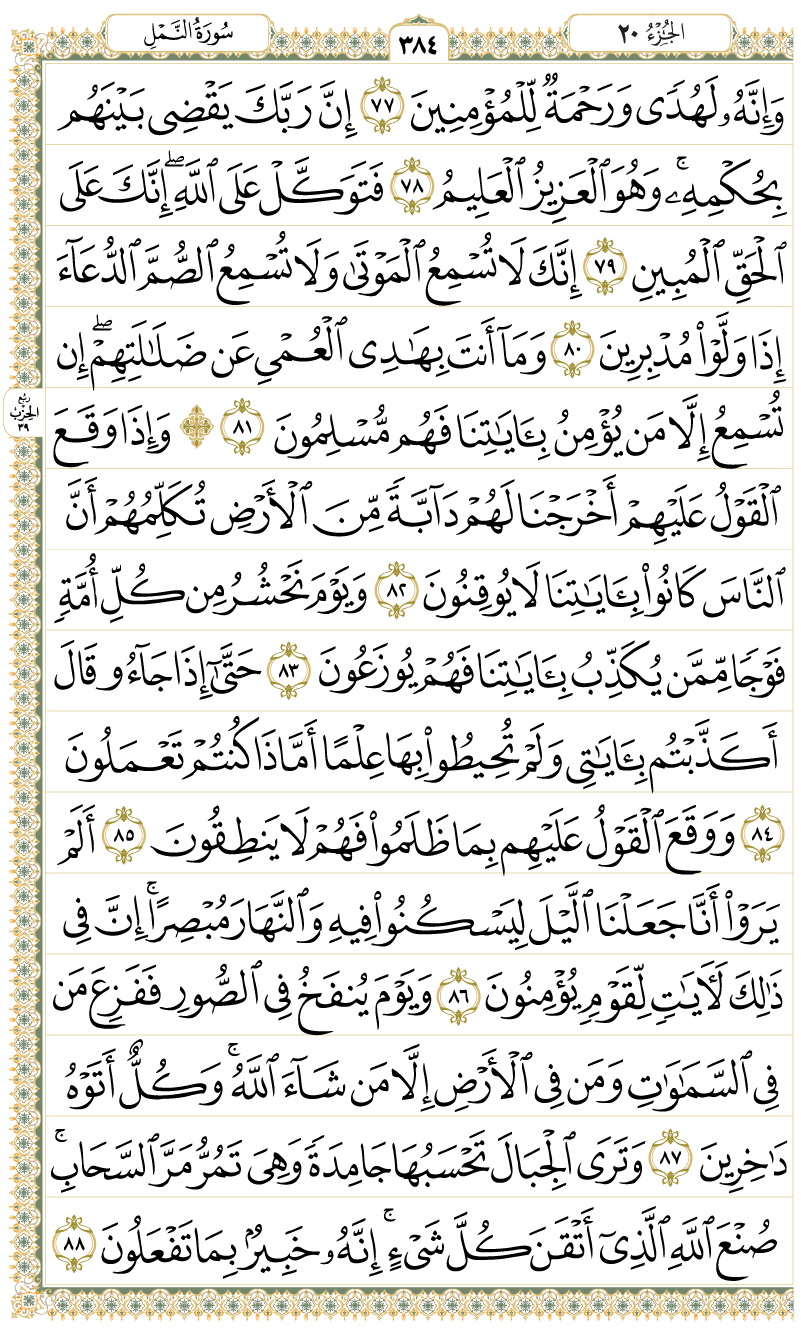 سُورَةُ النَّمْلِ ٣٨٤ الجُزْءُ ٢٠
وَإِنَّهُۥ لَهُدًى وَرَحْمَةٌ لِّلْمُؤْمِنِينَ ٧٧ إِنَّ رَبَّكَ يَقْضِى بَيْنَهُم
بِحُكْمِهِۦ ۚ وَهُوَ ٱلْعَزِيزُ ٱلْعَلِيمُ ٧٨ فَتَوَكَّلْ عَلَى ٱللَّهِ ۖ إِنَّكَ عَلَى
ٱلْحَقِّ ٱلْمُبِينِ ٧٩ إِنَّكَ لَا تُسْمِعُ ٱلْمَوْتَىٰ وَلَا تُسْمِعُ ٱلصُّمَّ ٱلدُّعَآءَ
إِذَا وَلَّوْا۟ مُدْبِرِينَ ٨٠ وَمَآ أَنتَ بِهَـٰدِى ٱلْعُمْىِ عَن ضَلَـٰلَتِهِمْ ۖ إِن
تُسْمِعُ إِلَّا مَن يُؤْمِنُ بِـَٔايَـٰتِنَا فَهُم مُّسْلِمُونَ ٨١ ۞ وَإِذَا وَقَعَ
ربع الحِزْب ٣٩
ٱلْقَوْلُ عَلَيْهِمْ أَخْرَجْنَا لَهُمْ دَآبَّةً مِّنَ ٱلْأَرْضِ تُكَلِّمُهُمْ أَنَّ
ٱلنَّاسَ كَانُوا۟ بِـَٔايَـٰتِنَا لَا يُوقِنُونَ ٨٢ وَيَوْمَ نَحْشُرُ مِن كُلِّ أُمَّةٍ
فَوْجًا مِّمَّن يُكَذِّبُ بِـَٔايَـٰتِنَا فَهُمْ يُوزَعُونَ ٨٣ حَتَّىٰٓ إِذَا جَآءُو قَالَ
أَكَذَّبْتُم بِـَٔايَـٰتِى وَلَمْ تُحِيطُوا۟ بِهَا عِلْمًا أَمَّاذَا كُنتُمْ تَعْمَلُونَ
٨٤ وَوَقَعَ ٱلْقَوْلُ عَلَيْهِم بِمَا ظَلَمُوا۟ فَهُمْ لَا يَنطِقُونَ ٨٥ أَلَمْ
يَرَوْا۟ أَنَّا جَعَلْنَا ٱلَّيْلَ لِيَسْكُنُوا۟ فِيهِ وَٱلنَّهَارَ مُبْصِرًا ۚ إِنَّ فِى
ذَٰلِكَ لَـَٔايَـٰتٍ لِّقَوْمٍ يُؤْمِنُونَ ٨٦ وَيَوْمَ يُنفَخُ فِى ٱلصُّورِ فَفَزِعَ مَن
فِى ٱلسَّمَـٰوَٰتِ وَمَن فِى ٱلْأَرْضِ إِلَّا مَن شَآءَ ٱللَّهُ ۚ وَكُلٌّ أَتَوْهُ
دَٰخِرِينَ ٨٧ وَتَرَى ٱلْجِبَالَ تَحْسَبُهَا جَامِدَةً وَهِىَ تَمُرُّ مَرَّ ٱلسَّحَابِ ۚ
صُنْعَ ٱللَّهِ ٱلَّذِىٓ أَتْقَنَ كُلَّ شَىْءٍ ۚ إِنَّهُۥ خَبِيرٌۢ بِمَا تَفْعَلُونَ ٨٨